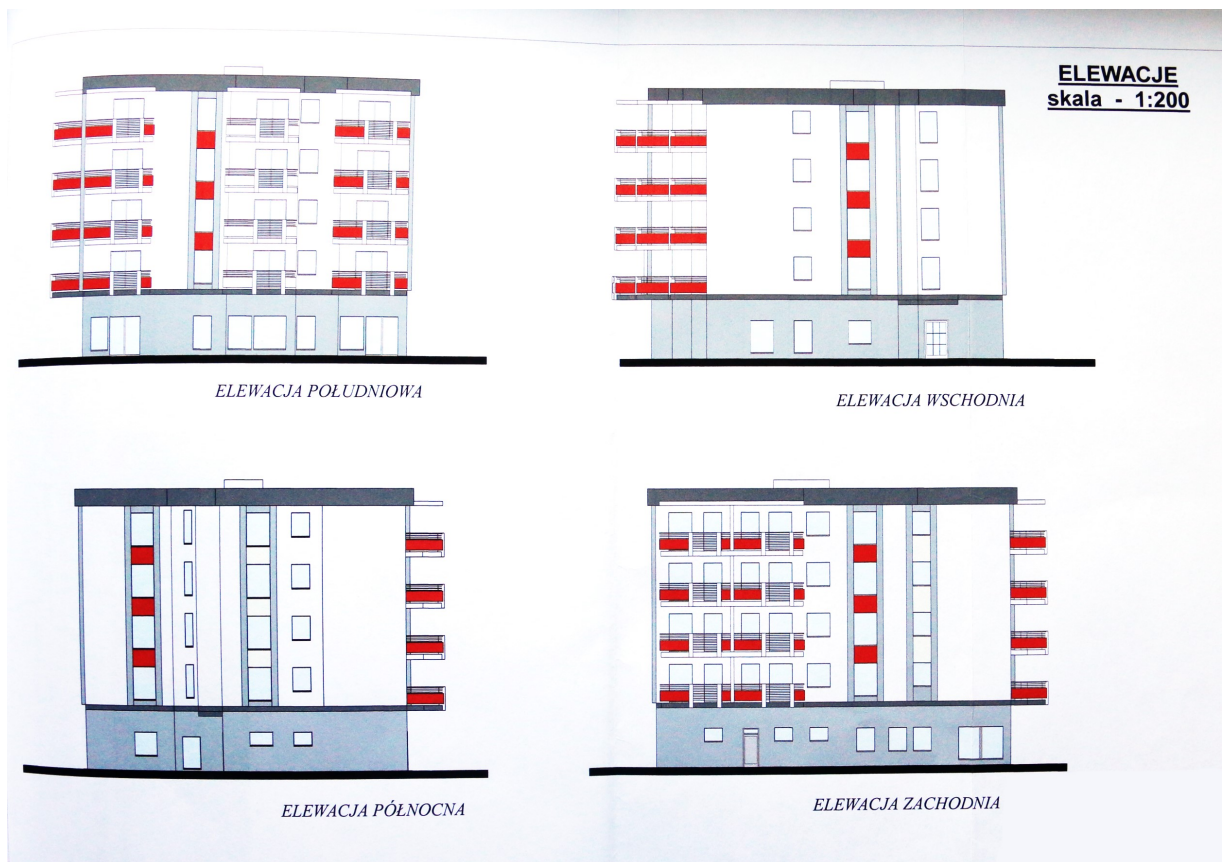 ELEWACJE
skala - 1:200
ELEWACJA POŁUDNIOWA
ELEWACJA WSCHODNIA
ELEWACJA PÓŁNOCNA
ELEWACJA ZACHODNIA